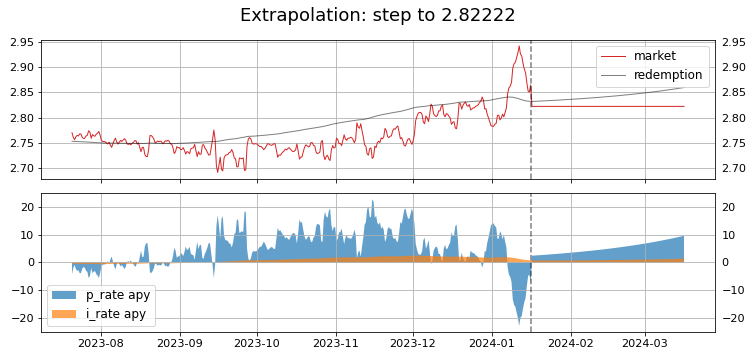 Extrapolation: step to 2.82222
2.95 2.95
2.90 2.90
2.85 2.85
2.80 2.80
2.75 2.75
2.70 2.70
market
redemption
20 20
10 10
0 0
−10 −10
−20 −20
p_rate apy
i_rate apy
2023-08 2023-09 2023-10 2023-11 2023-12 2024-01 2024-02 2024-03